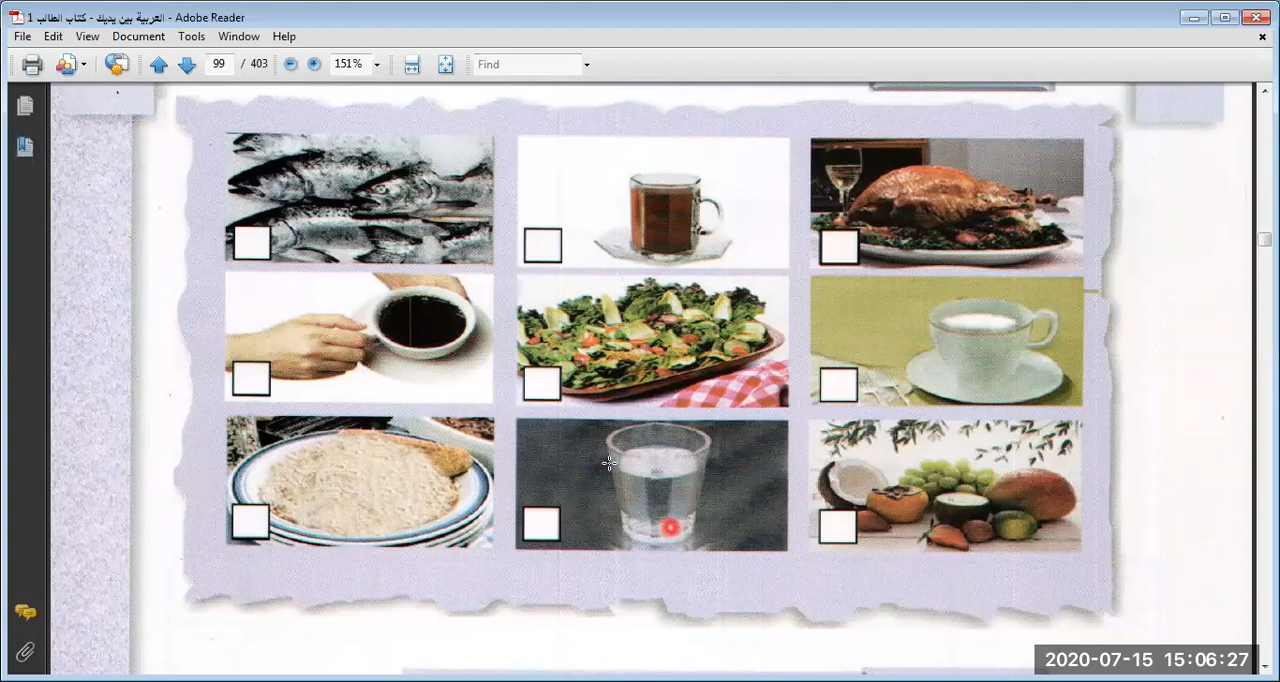 العربية بين يديك - كتاب الطالب 1 - Adobe Reader
File Edit View Document Tools Window Help
99 / 403 151% Find
2020-07-15 15:06:27